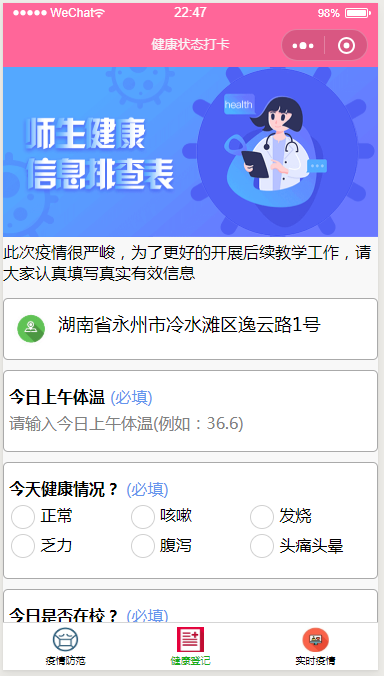 WeChat
22:47
98%
健康状态打卡
health
师生健康
信息排查表
此次疫情很严峻，为了更好的开展后续教学工作，请
大家认真填写真实有效信息
湖南省永州市冷水滩区逸云路1号
今日上午体温 (必填)
请输入今日上午体温(例如：36.6)
今天健康情况？ (必填)
正常 咳嗽 发烧
乏力 腹泻 头痛头晕
今日是否在校？ (必填)
疫情防范 健康登记 实时疫情